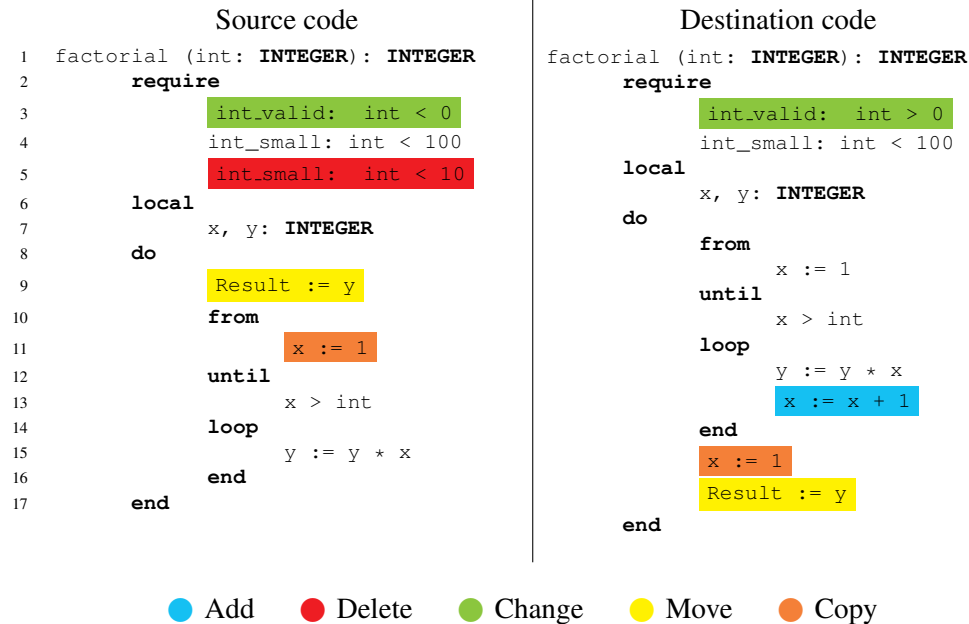 Source code
1 factorial (int: INTEGER): INTEGER
2 require
3 int_valid: int < 0
4 int_small: int < 100
5 int_small: int < 10
6 local
7 x, y: INTEGER
8 do
9 Result := y
10 from
11 x := 1
12 until
13 x > int
14 loop
15 y := y * x
16 end
17 end
Destination code
factorial (int: INTEGER): INTEGER
require
int_valid: int > 0
int_small: int < 100
local
x, y: INTEGER
do
from
x := 1
until
x > int
loop
y := y * x
x := x + 1
end
x := 1
Result := y
end
Add Delete Change Move Copy